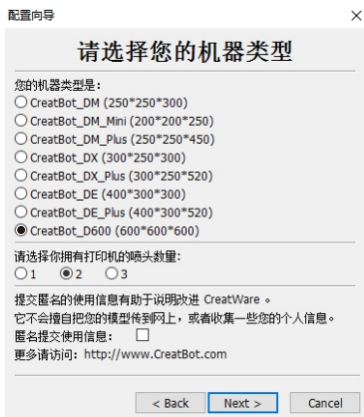 配置向导
请选择您的机器类型
您的机器类型是:
CreatBot_DM (250*250*300)
CreatBot_DM_Mini (200*200*250)
CreatBot_DM_Plus (250*250*450)
CreatBot_DX (300*250*300)
CreatBot_DX_Plus (300*250*520)
CreatBot_DE (400*300*300)
CreatBot_DE_Plus (400*300*520)
CreatBot_D600 (600*600*600)
请选择你拥有打印机的喷头数量:
1 2 3
提交匿名的使用信息有助于说明改进 CreatWare 。
它不会擅自把您的模型传到网上，或者收集一些您的个人信息。
匿名提交使用信息:
更多请访问: http://www.CreatBot.com
< Back Next > Cancel